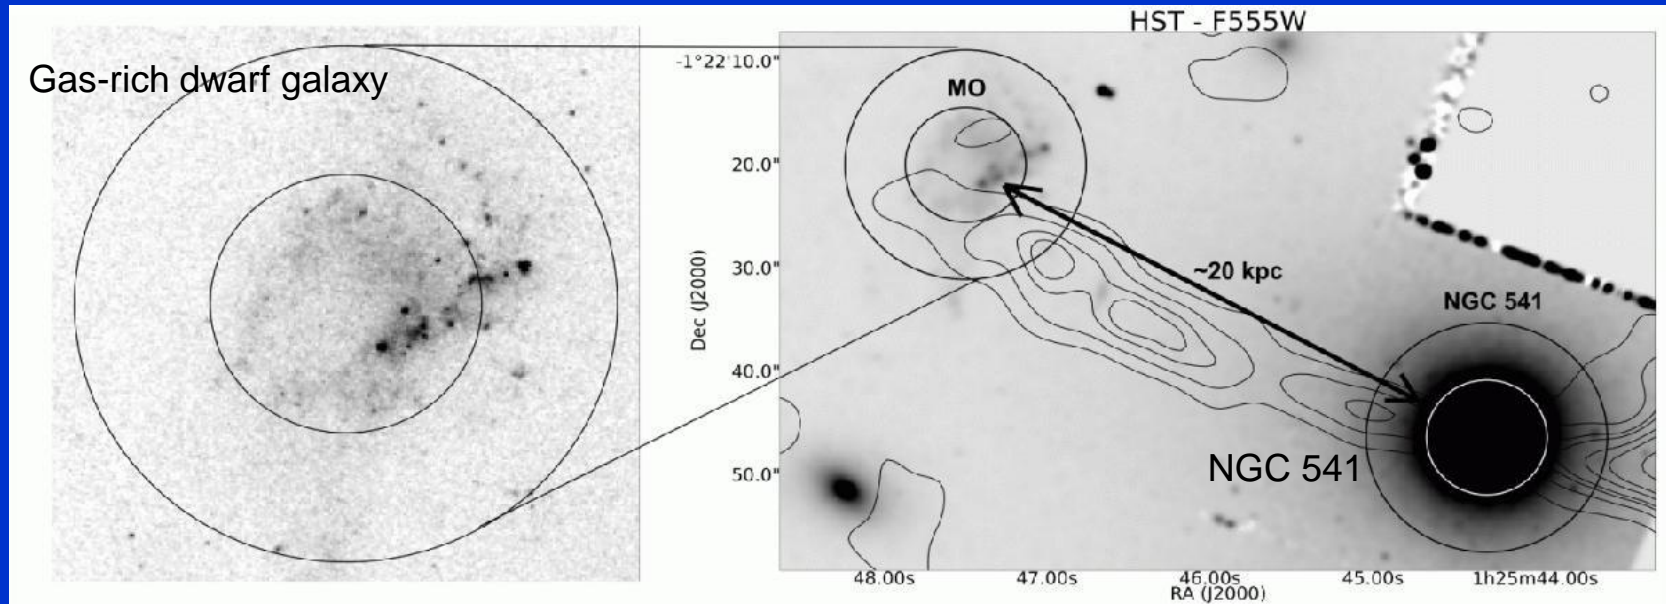 HST - F555W
Gas-rich dwarf galaxy
-1°22'10.0"
MO
20.0"
~20 kpc
30.0"
NGC 541
Dec (J2000)
40.0"
NGC 541
50.0"
48.00s 47.00s 46.00s 45.00s 1h25m44.00s
RA (J2000)